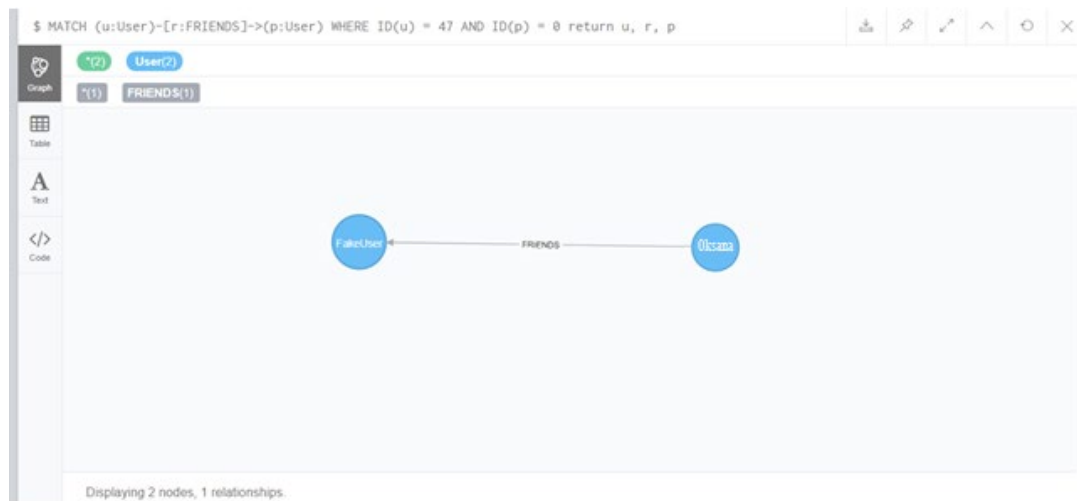 $ MATCH (u:User)-[r:FRIENDS]->(p:User) WHERE ID(u) = 47 AND ID(p) = 0 return u, r, p
Graph
*(2) User(2)
*(1) FRIENDS(1)
Table
A
Text
</>
Code
FakeUser FRIENDS Oksana
Displaying 2 nodes, 1 relationships.